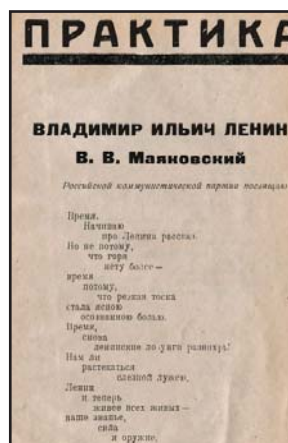 ПРАКТИКА
ВЛАДИМИР ИЛЬИЧ ЛЕНИН
В. В. Маяковский
Российской коммунистической партии посвящаю
Время.
Начинаю
про Ленина рассказ.
Но не потому,
что горя
нету более—
время
потому,
что резкая тоска
стала ясною
осознанною болью.
Время,
снова
ленинские лозунги развихрь!
Нам ли
растекаться
слезной лужею,
Ленин
и теперь
живее всех живых—
наше знанье,
сила
и оружие.